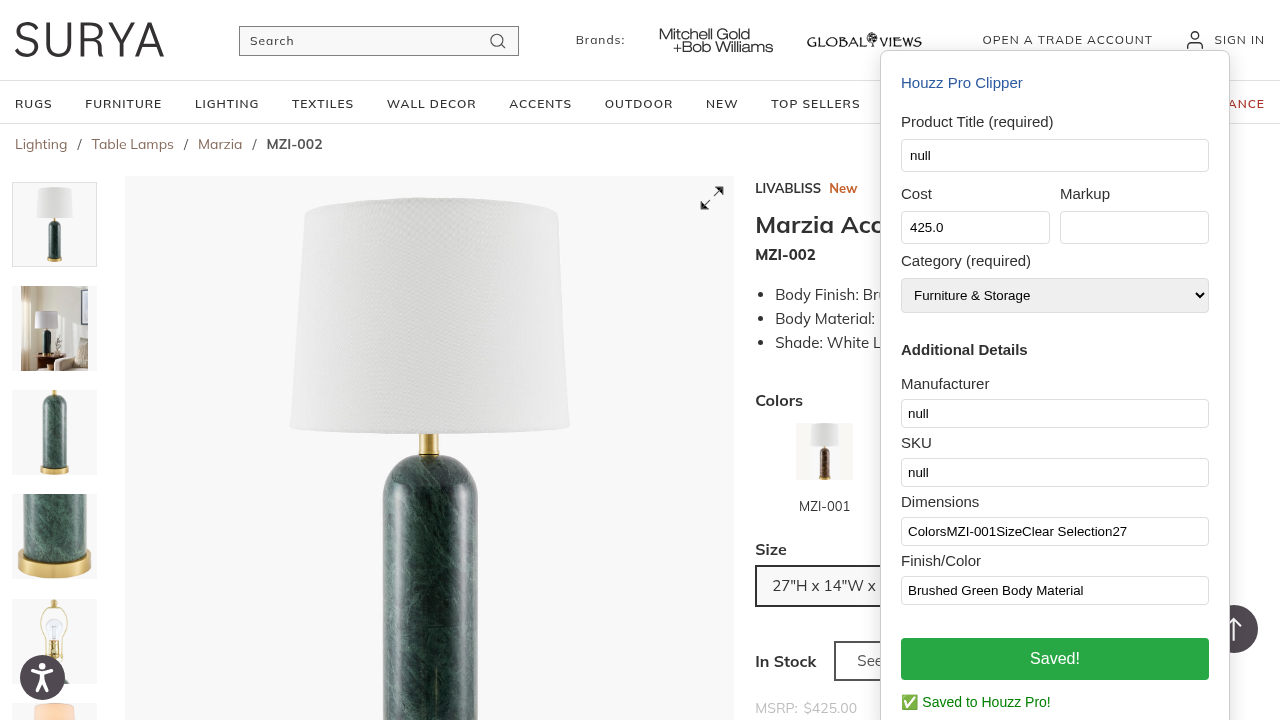 SURYA
Search
Brands:
Mitchell Gold
+Bob Williams
GLOBAL VIEWS
OPEN A TRADE ACCOUNT
SIGN IN
RUGS
FURNITURE
LIGHTING
TEXTILES
WALL DECOR
ACCENTS
OUTDOOR
NEW
TOP SELLERS
ANCE
Lighting / Table Lamps / Marzia / MZI-002
LIVABLISS New
Marzia Acc
MZI-002
Body Finish: Br
Body Material:
Shade: White L
Colors
MZI-001
Size
27"H x 14"W x
In Stock
See
MSRP: $425.00
Houzz Pro Clipper
Product Title (required)
null
Cost
Markup
425.0
Category (required)
Furniture & Storage
Additional Details
Manufacturer
null
SKU
null
Dimensions
ColorsMZI-001SizeClear Selection27
Finish/Color
Brushed Green Body Material
Saved!
✅ Saved to Houzz Pro!